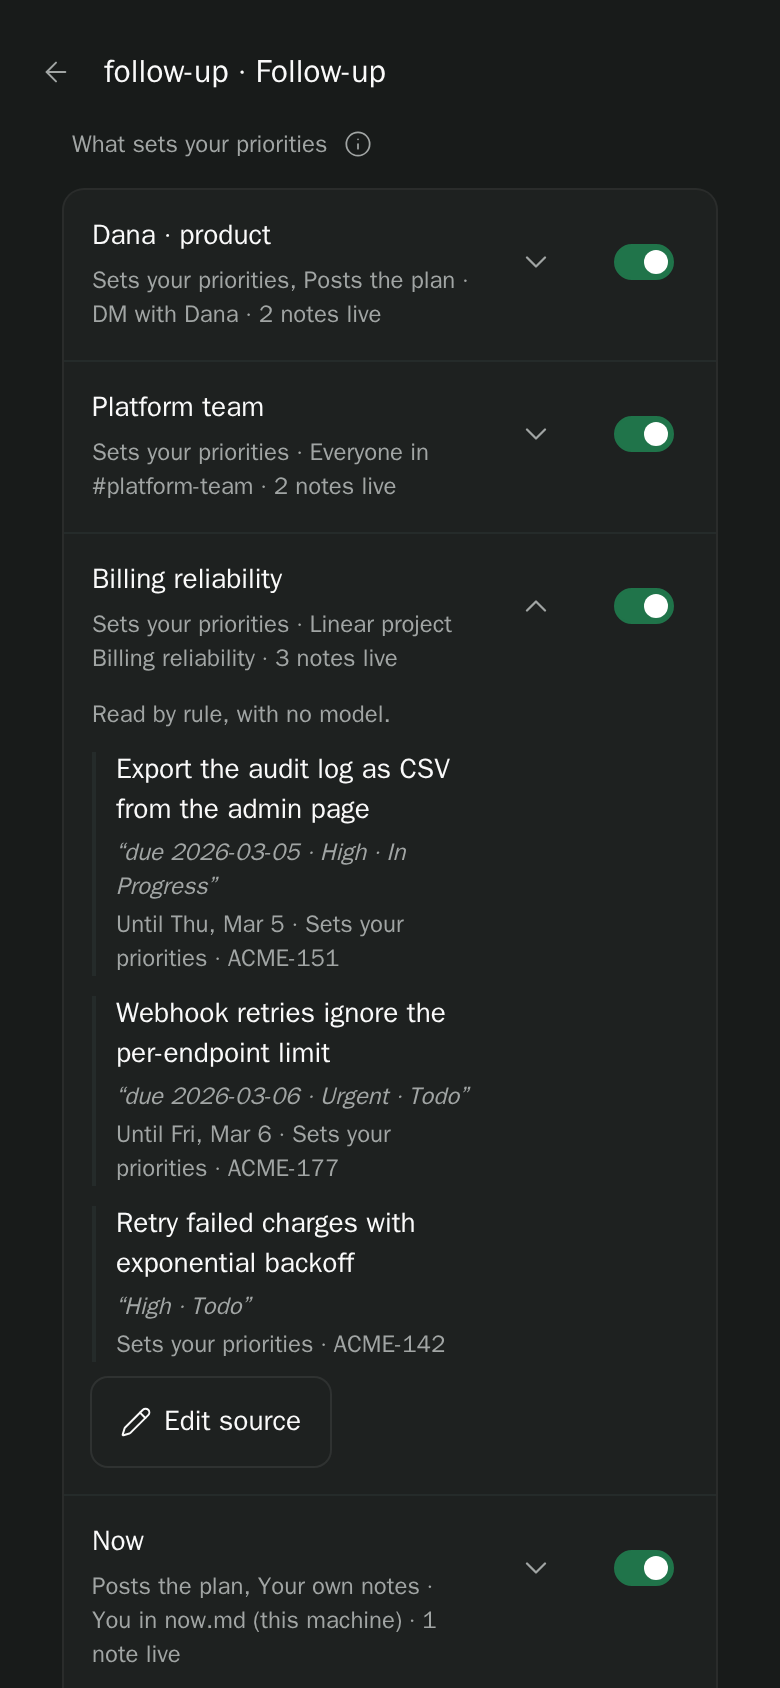 follow-up · Follow-up
What sets your priorities
Dana · product
Sets your priorities, Posts the plan ·
DM with Dana · 2 notes live
Platform team
Sets your priorities · Everyone in
#platform-team · 2 notes live
Billing reliability
Sets your priorities · Linear project
Billing reliability · 3 notes live
Read by rule, with no model.
Export the audit log as CSV
from the admin page
“due 2026-03-05 · High · In
Progress”
Until Thu, Mar 5 · Sets your
priorities · ACME-151
Webhook retries ignore the
per-endpoint limit
“due 2026-03-06 · Urgent · Todo”
Until Fri, Mar 6 · Sets your
priorities · ACME-177
Retry failed charges with
exponential backoff
“High · Todo”
Sets your priorities · ACME-142
Edit source
Now
Posts the plan, Your own notes ·
You in now.md (this machine) · 1
note live